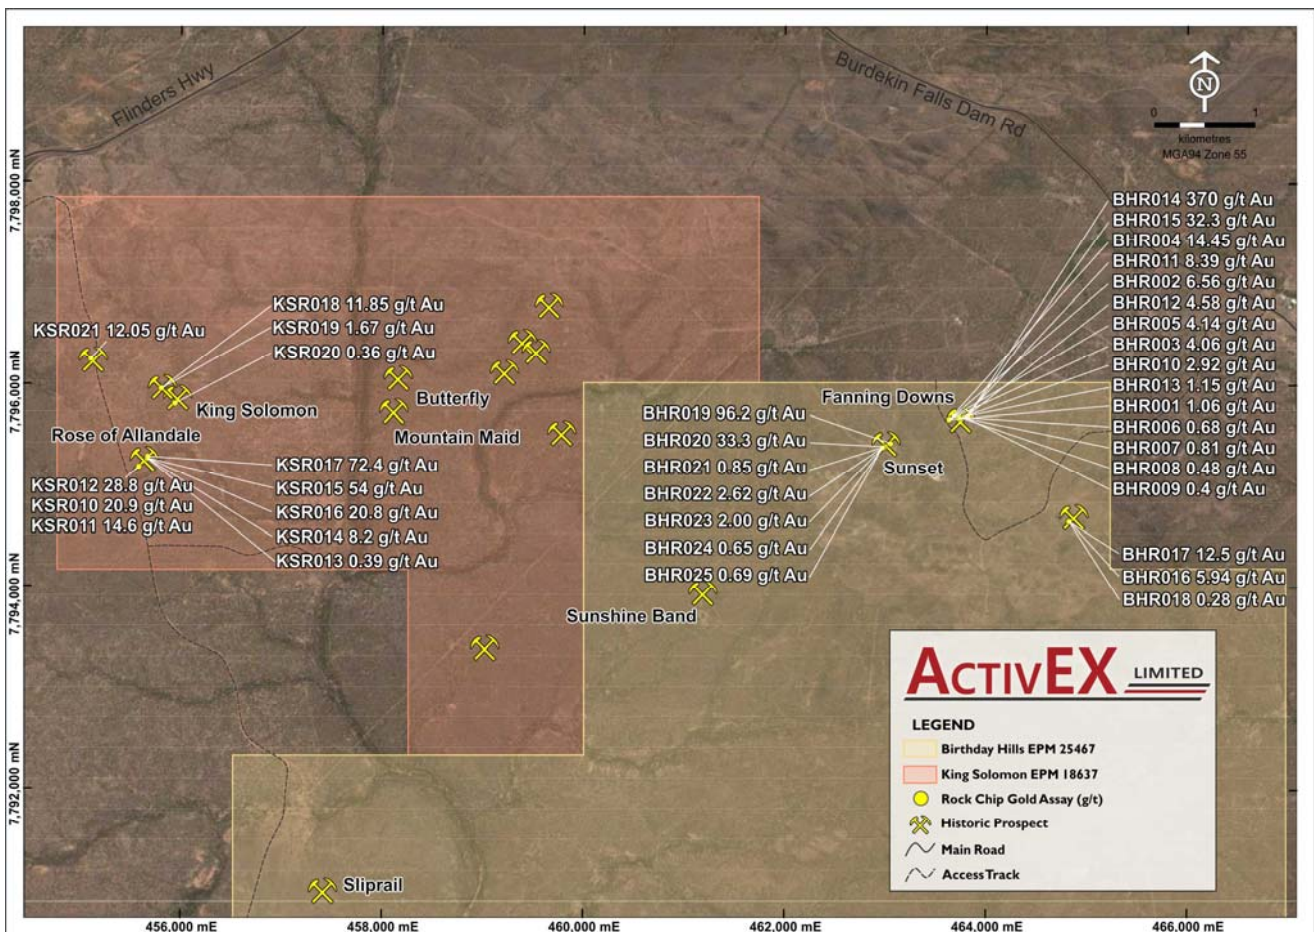 Flinders Hwy
Burdekin Falls Dam Rd
N
0 1
kilometres
MGA94 Zone 55
7,798,000 mN
7,796,000 mN
7,794,000 mN
7,792,000 mN
BHR014 370 g/t Au
BHR015 32.3 g/t Au
BHR004 14.45 g/t Au
BHR011 8.39 g/t Au
BHR002 6.56 g/t Au
BHR012 4.58 g/t Au
BHR005 4.14 g/t Au
BHR003 4.06 g/t Au
BHR010 2.92 g/t Au
BHR013 1.15 g/t Au
BHR001 1.06 g/t Au
BHR006 0.68 g/t Au
BHR007 0.81 g/t Au
BHR008 0.48 g/t Au
BHR009 0.4 g/t Au
KSR021 12.05 g/t Au
KSR018 11.85 g/t Au
KSR019 1.67 g/t Au
KSR020 0.36 g/t Au
King Solomon
Butterfly
Mountain Maid
Rose of Allandale
KSR012 28.8 g/t Au
KSR010 20.9 g/t Au
KSR011 14.6 g/t Au
KSR017 72.4 g/t Au
KSR015 54 g/t Au
KSR016 20.8 g/t Au
KSR014 8.2 g/t Au
KSR013 0.39 g/t Au
Fanning Downs
Sunset
BHR019 96.2 g/t Au
BHR020 33.3 g/t Au
BHR021 0.85 g/t Au
BHR022 2.62 g/t Au
BHR023 2.00 g/t Au
BHR024 0.65 g/t Au
BHR025 0.69 g/t Au
BHR017 12.5 g/t Au
BHR016 5.94 g/t Au
BHR018 0.28 g/t Au
Sunshine Band
Sliprail
ACTIVEX LIMITED
LEGEND
Birthday Hills EPM 25467
King Solomon EPM 18637
Rock Chip Gold Assay (g/t)
Historic Prospect
Main Road
Access Track
456,000 mE
458,000 mE
460,000 mE
462,000 mE
464,000 mE
466,000 mE